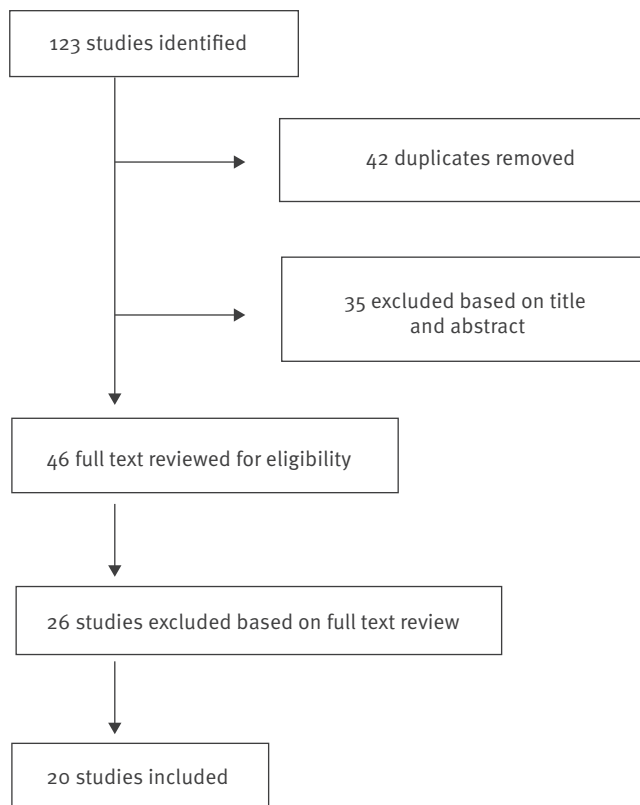 123 studies identified
42 duplicates removed
35 excluded based on title
and abstract
46 full text reviewed for eligibility
26 studies excluded based on full text review
20 studies included